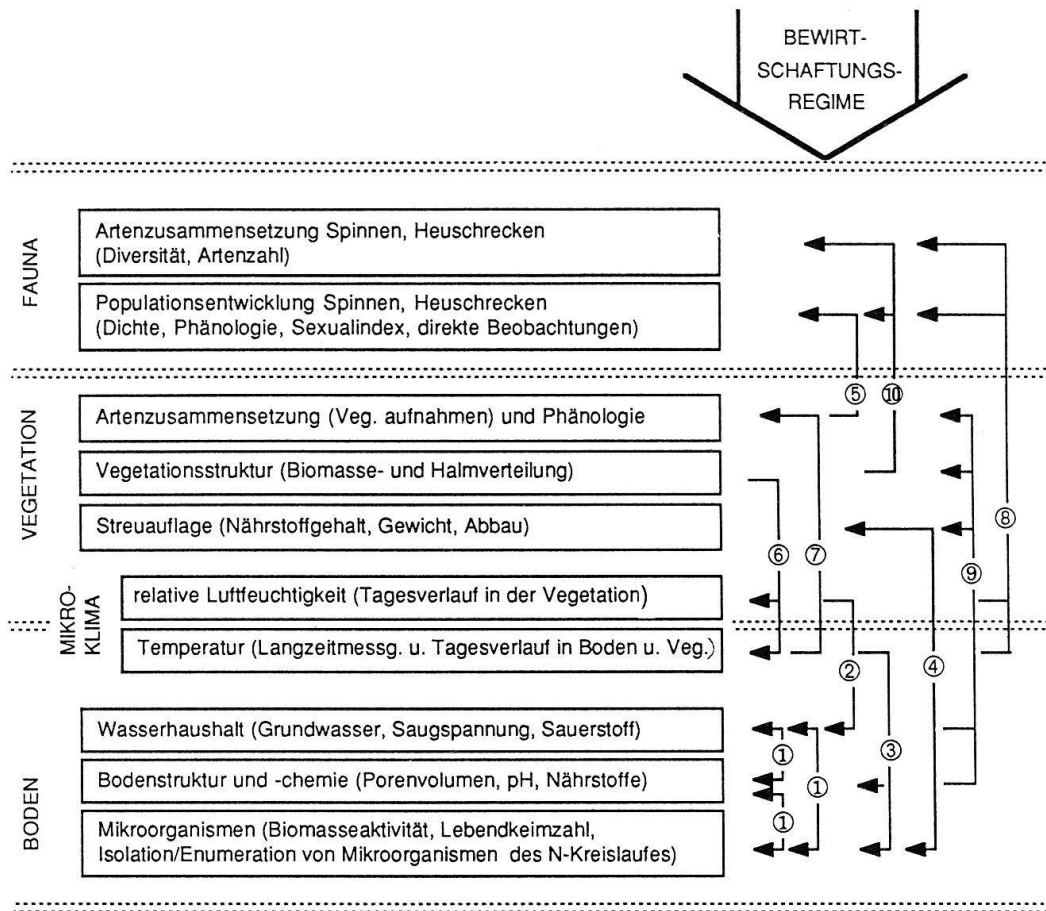 BEWIRT-
SCHAFTUNGS-
REGIME
FAUNA
Artenzusammensetzung Spinnen, Heuschrecken
(Diversität, Artenzahl)
Populationsentwicklung Spinnen, Heuschrecken
(Dichte, Phänologie, Sexualindex, direkte Beobachtungen)
⑤ ⑩
VEGETATION
Artenzusammensetzung (Veg. aufnahmen) und Phänologie
Vegetationsstruktur (Biomasse- und Halmverteilung)
Streuauflage (Nährstoffgehalt, Gewicht, Abbau)
⑧
⑥ ⑦
⑨
MIKRO-
KLIMA
relative Luftfeuchtigkeit (Tagesverlauf in der Vegetation)
Temperatur (Langzeitmessg. u. Tagesverlauf in Boden u. Veg.)
② ④
BODEN
Wasserhaushalt (Grundwasser, Saugspannung, Sauerstoff)
① ③
Bodenstruktur und -chemie (Porenvolumen, pH, Nährstoffe)
①
Mikroorganismen (Biomasseaktivität, Lebendkeimzahl,
Isolation/Enumeration von Mikroorganismen des N-Kreislaufes)
①